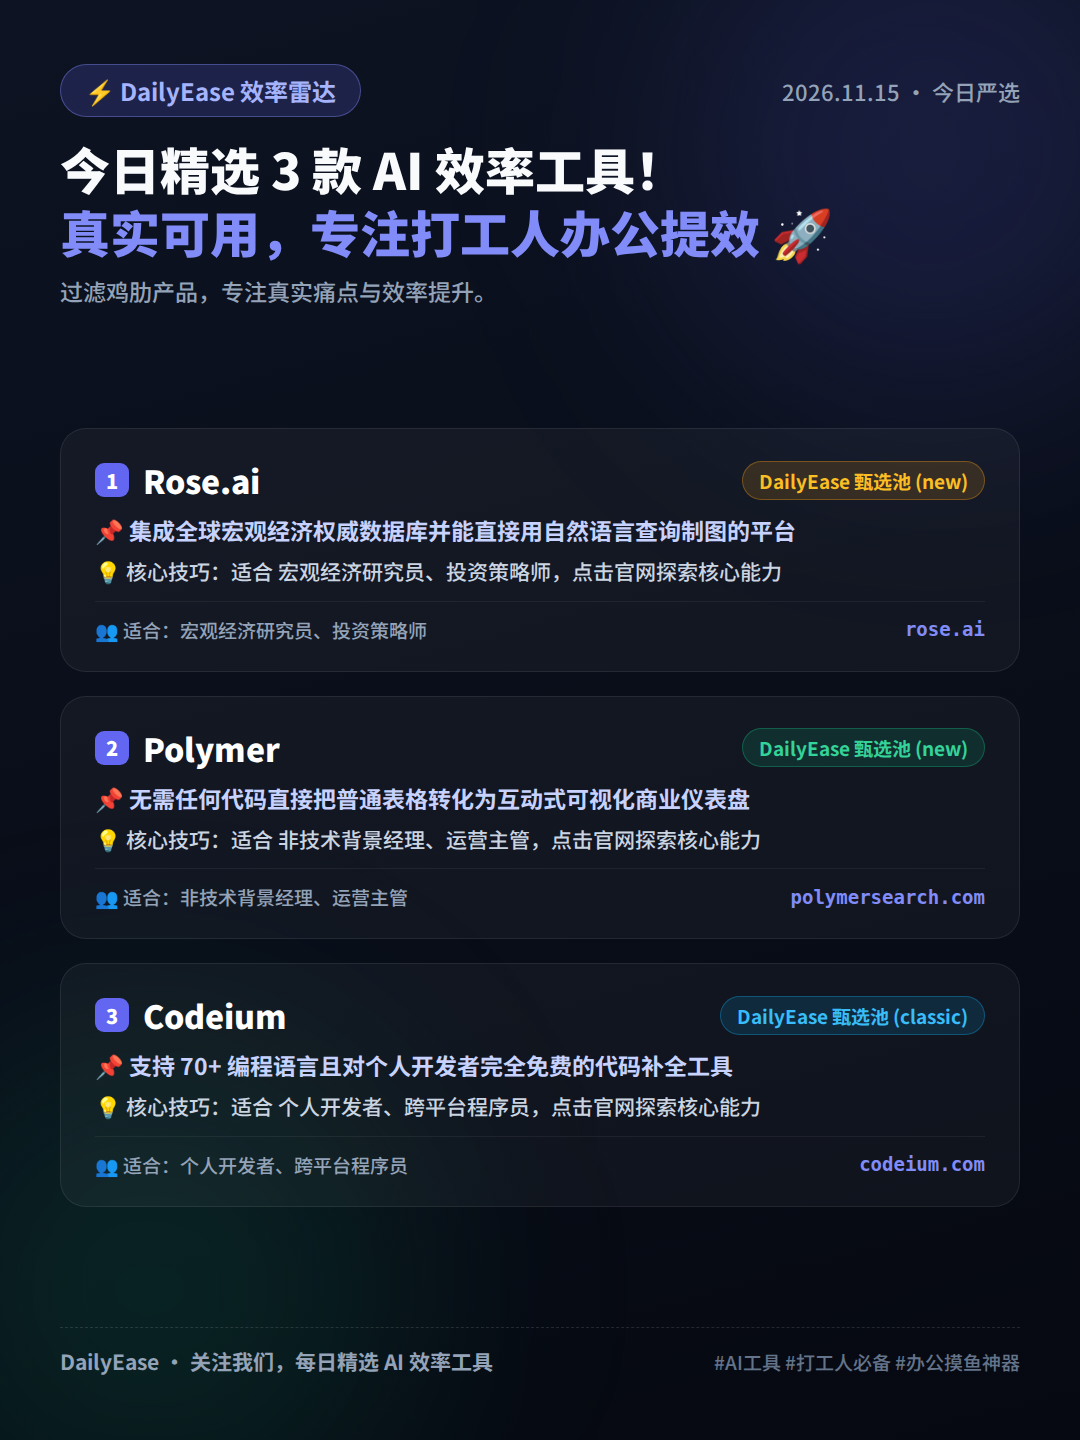 ⚡ DailyEase 效率雷达
2026.11.15 • 今日严选
今日精选 3 款 AI 效率工具!
真实可用，专注打工人办公提效 🚀
过滤鸡肋产品，专注真实痛点与效率提升。
1 Rose.ai
DailyEase 甄选池 (new)
📌 集成全球宏观经济权威数据库并能直接用自然语言查询制图的平台
💡 核心技巧：适合 宏观经济研究员、投资策略师，点击官网探索核心能力
👥 适合：宏观经济研究员、投资策略师
rose.ai
2 Polymer
DailyEase 甄选池 (new)
📌 无需任何代码直接把普通表格转化为互动式可视化商业仪表盘
💡 核心技巧：适合 非技术背景经理、运营主管，点击官网探索核心能力
👥 适合：非技术背景经理、运营主管
polymersearch.com
3 Codeium
DailyEase 甄选池 (classic)
📌 支持 70+ 编程语言且对个人开发者完全免费的代码补全工具
💡 核心技巧：适合 个人开发者、跨平台程序员，点击官网探索核心能力
👥 适合：个人开发者、跨平台程序员
codeium.com
DailyEase • 关注我们，每日精选 AI 效率工具
#AI工具 #打工人必备 #办公摸鱼神器